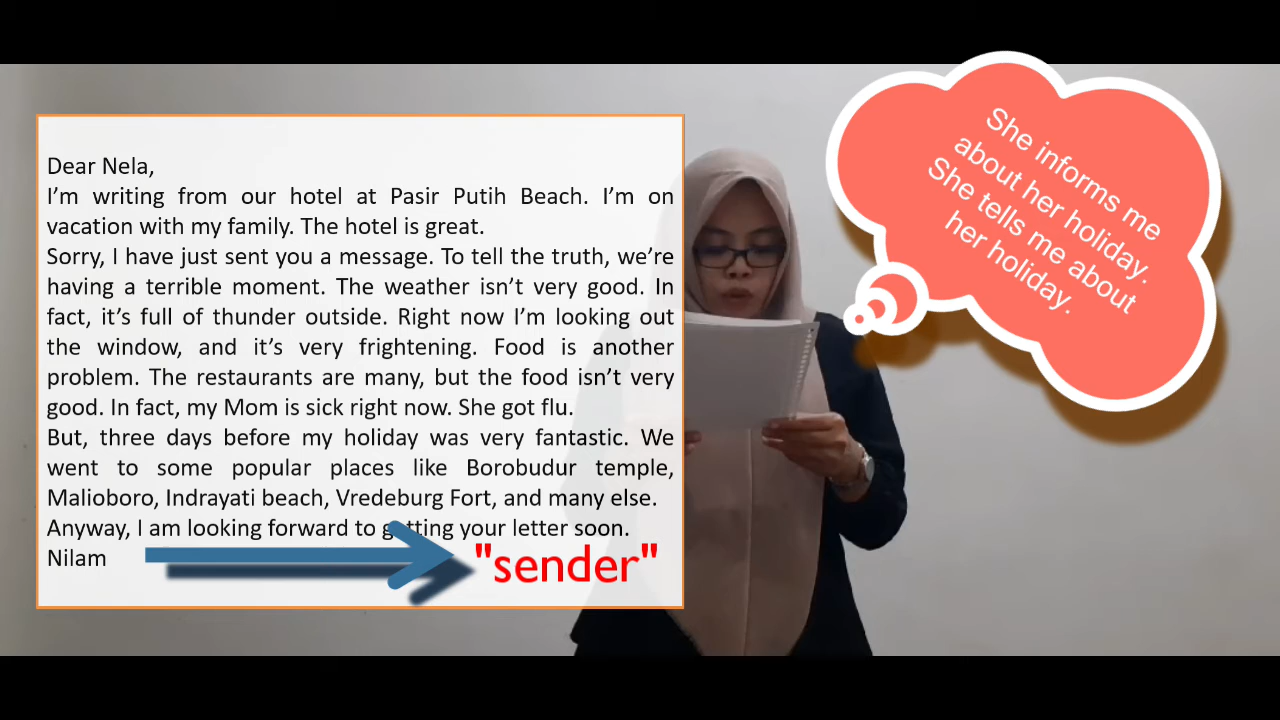 Dear Nela,
I’m writing from our hotel at Pasir Putih Beach. I’m on
vacation with my family. The hotel is great.
Sorry, I have just sent you a message. To tell the truth, we’re
having a terrible moment. The weather isn’t very good. In
fact, it’s full of thunder outside. Right now I’m looking out
the window, and it’s very frightening. Food is another
problem. The restaurants are many, but the food isn’t very
good. In fact, my Mom is sick right now. She got flu.
But, three days before my holiday was very fantastic. We
went to some popular places like Borobudur temple,
Malioboro, Indrayati beach, Vredeburg Fort, and many else.
Anyway, I am looking forward to getting your letter soon.
Nilam
"sender"
She informs me
about her holiday.
She tells me about
her holiday.